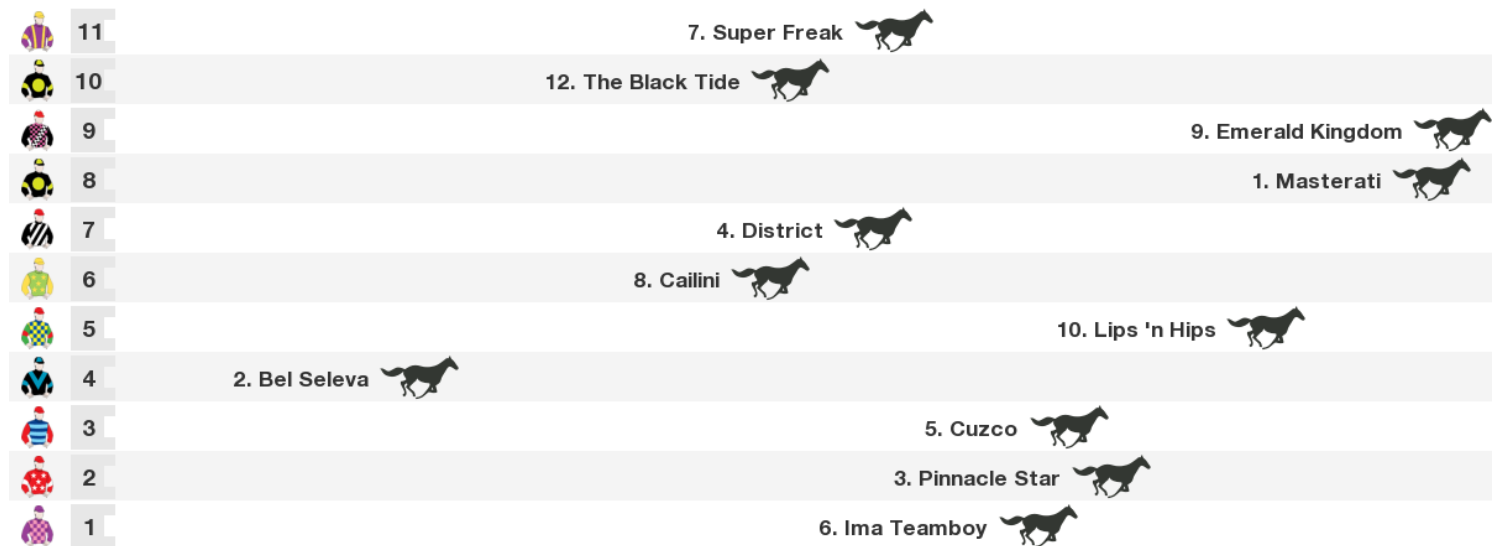 11 7. Super Freak
10 12. The Black Tide
9 9. Emerald Kingdom
8 1. Masterati
7 4. District
6 8. Cailini
5 10. Lips 'n Hips
4 2. Bel Seleva
3 5. Cuzco
2 3. Pinnacle Star
1 6. Ima Teamboy